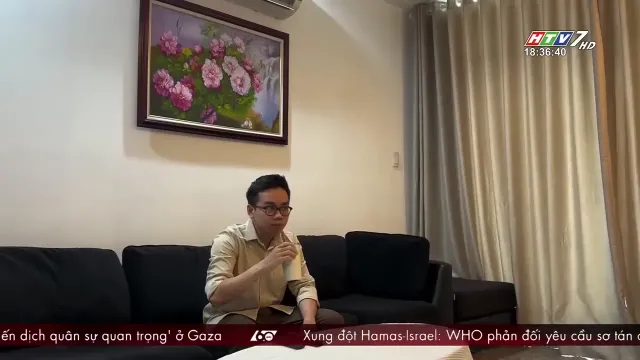 HTV7 HD
18:36:40
ến dịch quân sự quan trọng' ở Gaza 60 Xung đột Hamas-Israel: WHO phản đối yêu cầu sơ tán